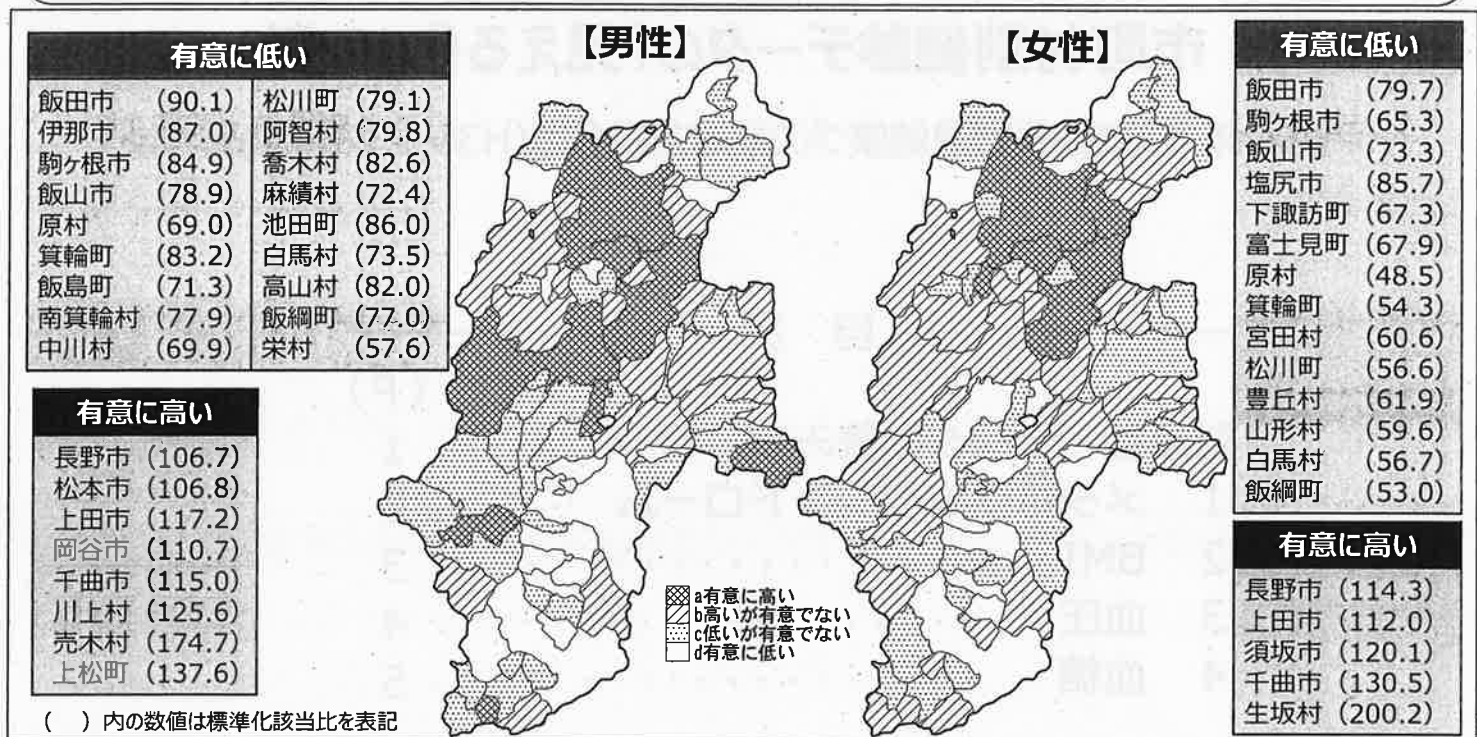 【男性】
有意に低い
飯田市 (90.1) 松川町 (79.1)
伊那市 (87.0) 阿智村 (79.8)
駒ヶ根市 (84.9) 喬木村 (82.6)
飯山市 (78.9) 麻績村 (72.4)
原村 (69.0) 池田町 (86.0)
箕輪町 (83.2) 白馬村 (73.5)
飯島町 (71.3) 高山村 (82.0)
南箕輪村 (77.9) 飯綱町 (77.0)
中川村 (69.9) 栄村 (57.6)
有意に高い
長野市 (106.7)
松本市 (106.8)
上田市 (117.2)
岡谷市 (110.7)
千曲市 (115.0)
川上村 (125.6)
売木村 (174.7)
上松町 (137.6)
( )内の数値は標準化該当比を表記
a有意に高い
b高いが有意でない
c低いが有意でない
d有意に低い
【女性】
有意に低い
飯田市 (79.7)
駒ヶ根市 (65.3)
飯山市 (73.3)
塩尻市 (85.7)
下諏訪町 (67.3)
富士見町 (67.9)
原村 (48.5)
箕輪町 (54.3)
宮田村 (60.6)
松川町 (56.6)
豊丘村 (61.9)
山形村 (59.6)
白馬村 (56.7)
飯綱町 (53.0)
有意に高い
長野市 (114.3)
上田市 (112.0)
須坂市 (120.1)
千曲市 (130.5)
生坂村 (200.2)